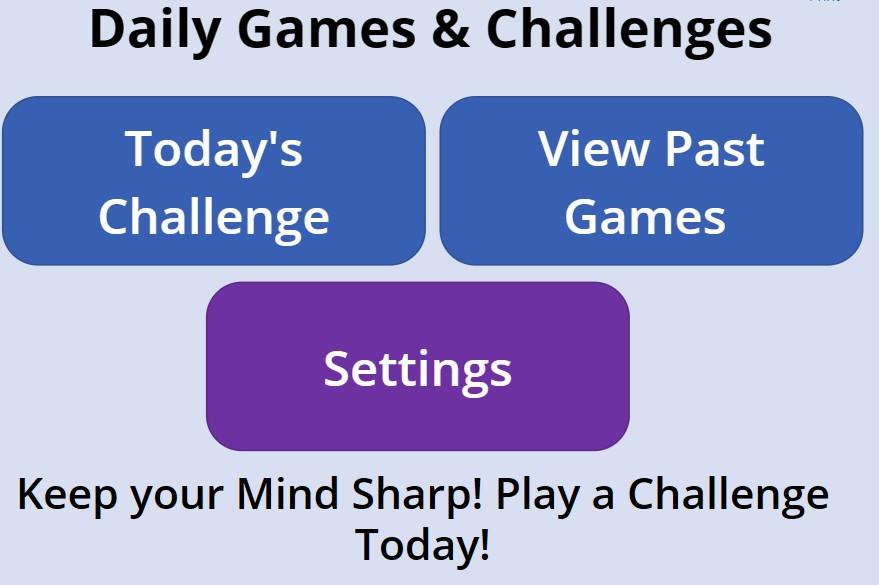 Daily Games & Challenges
Today's
Challenge
View Past
Games
Settings
Keep your Mind Sharp! Play a Challenge
Today!